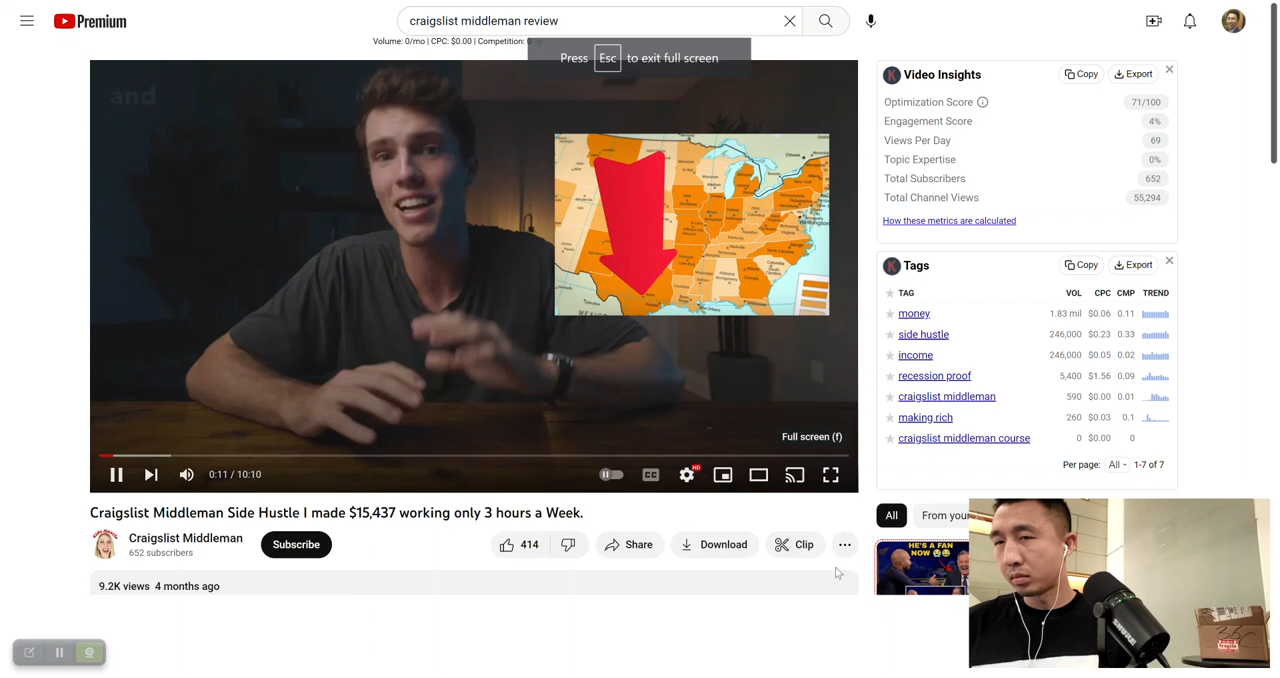 Premium
craigslist middleman review
Volume: 0/mo | CPC: $0.00 | Competition: 0
Press Esc to exit full screen
and
MEXICO
Full screen (f)
0:11 / 10:10
CC
HD
Craigslist Middleman Side Hustle I made $15,437 working only 3 hours a Week.
Craigslist Middleman
652 subscribers
Subscribe
414
Share
Download
Clip
9.2K views 4 months ago
K Video Insights
Copy
Export
Optimization Score 71/100
Engagement Score 4%
Views Per Day 69
Topic Expertise 0%
Total Subscribers 652
Total Channel Views 55,294
How these metrics are calculated
K Tags
Copy
Export
TAG VOL CPC CMP TREND
money 1.83 mil $0.06 0.11
side hustle 246,000 $0.23 0.33
income 246,000 $0.05 0.02
recession proof 5,400 $1.56 0.09
craigslist middleman 590 $0.00 0.01
making rich 260 $0.03 0.1
craigslist middleman course 0 $0.00 0
Per page: All 1-7 of 7
All
From your
HE'S A FAN
NOW
SHURE
fragile